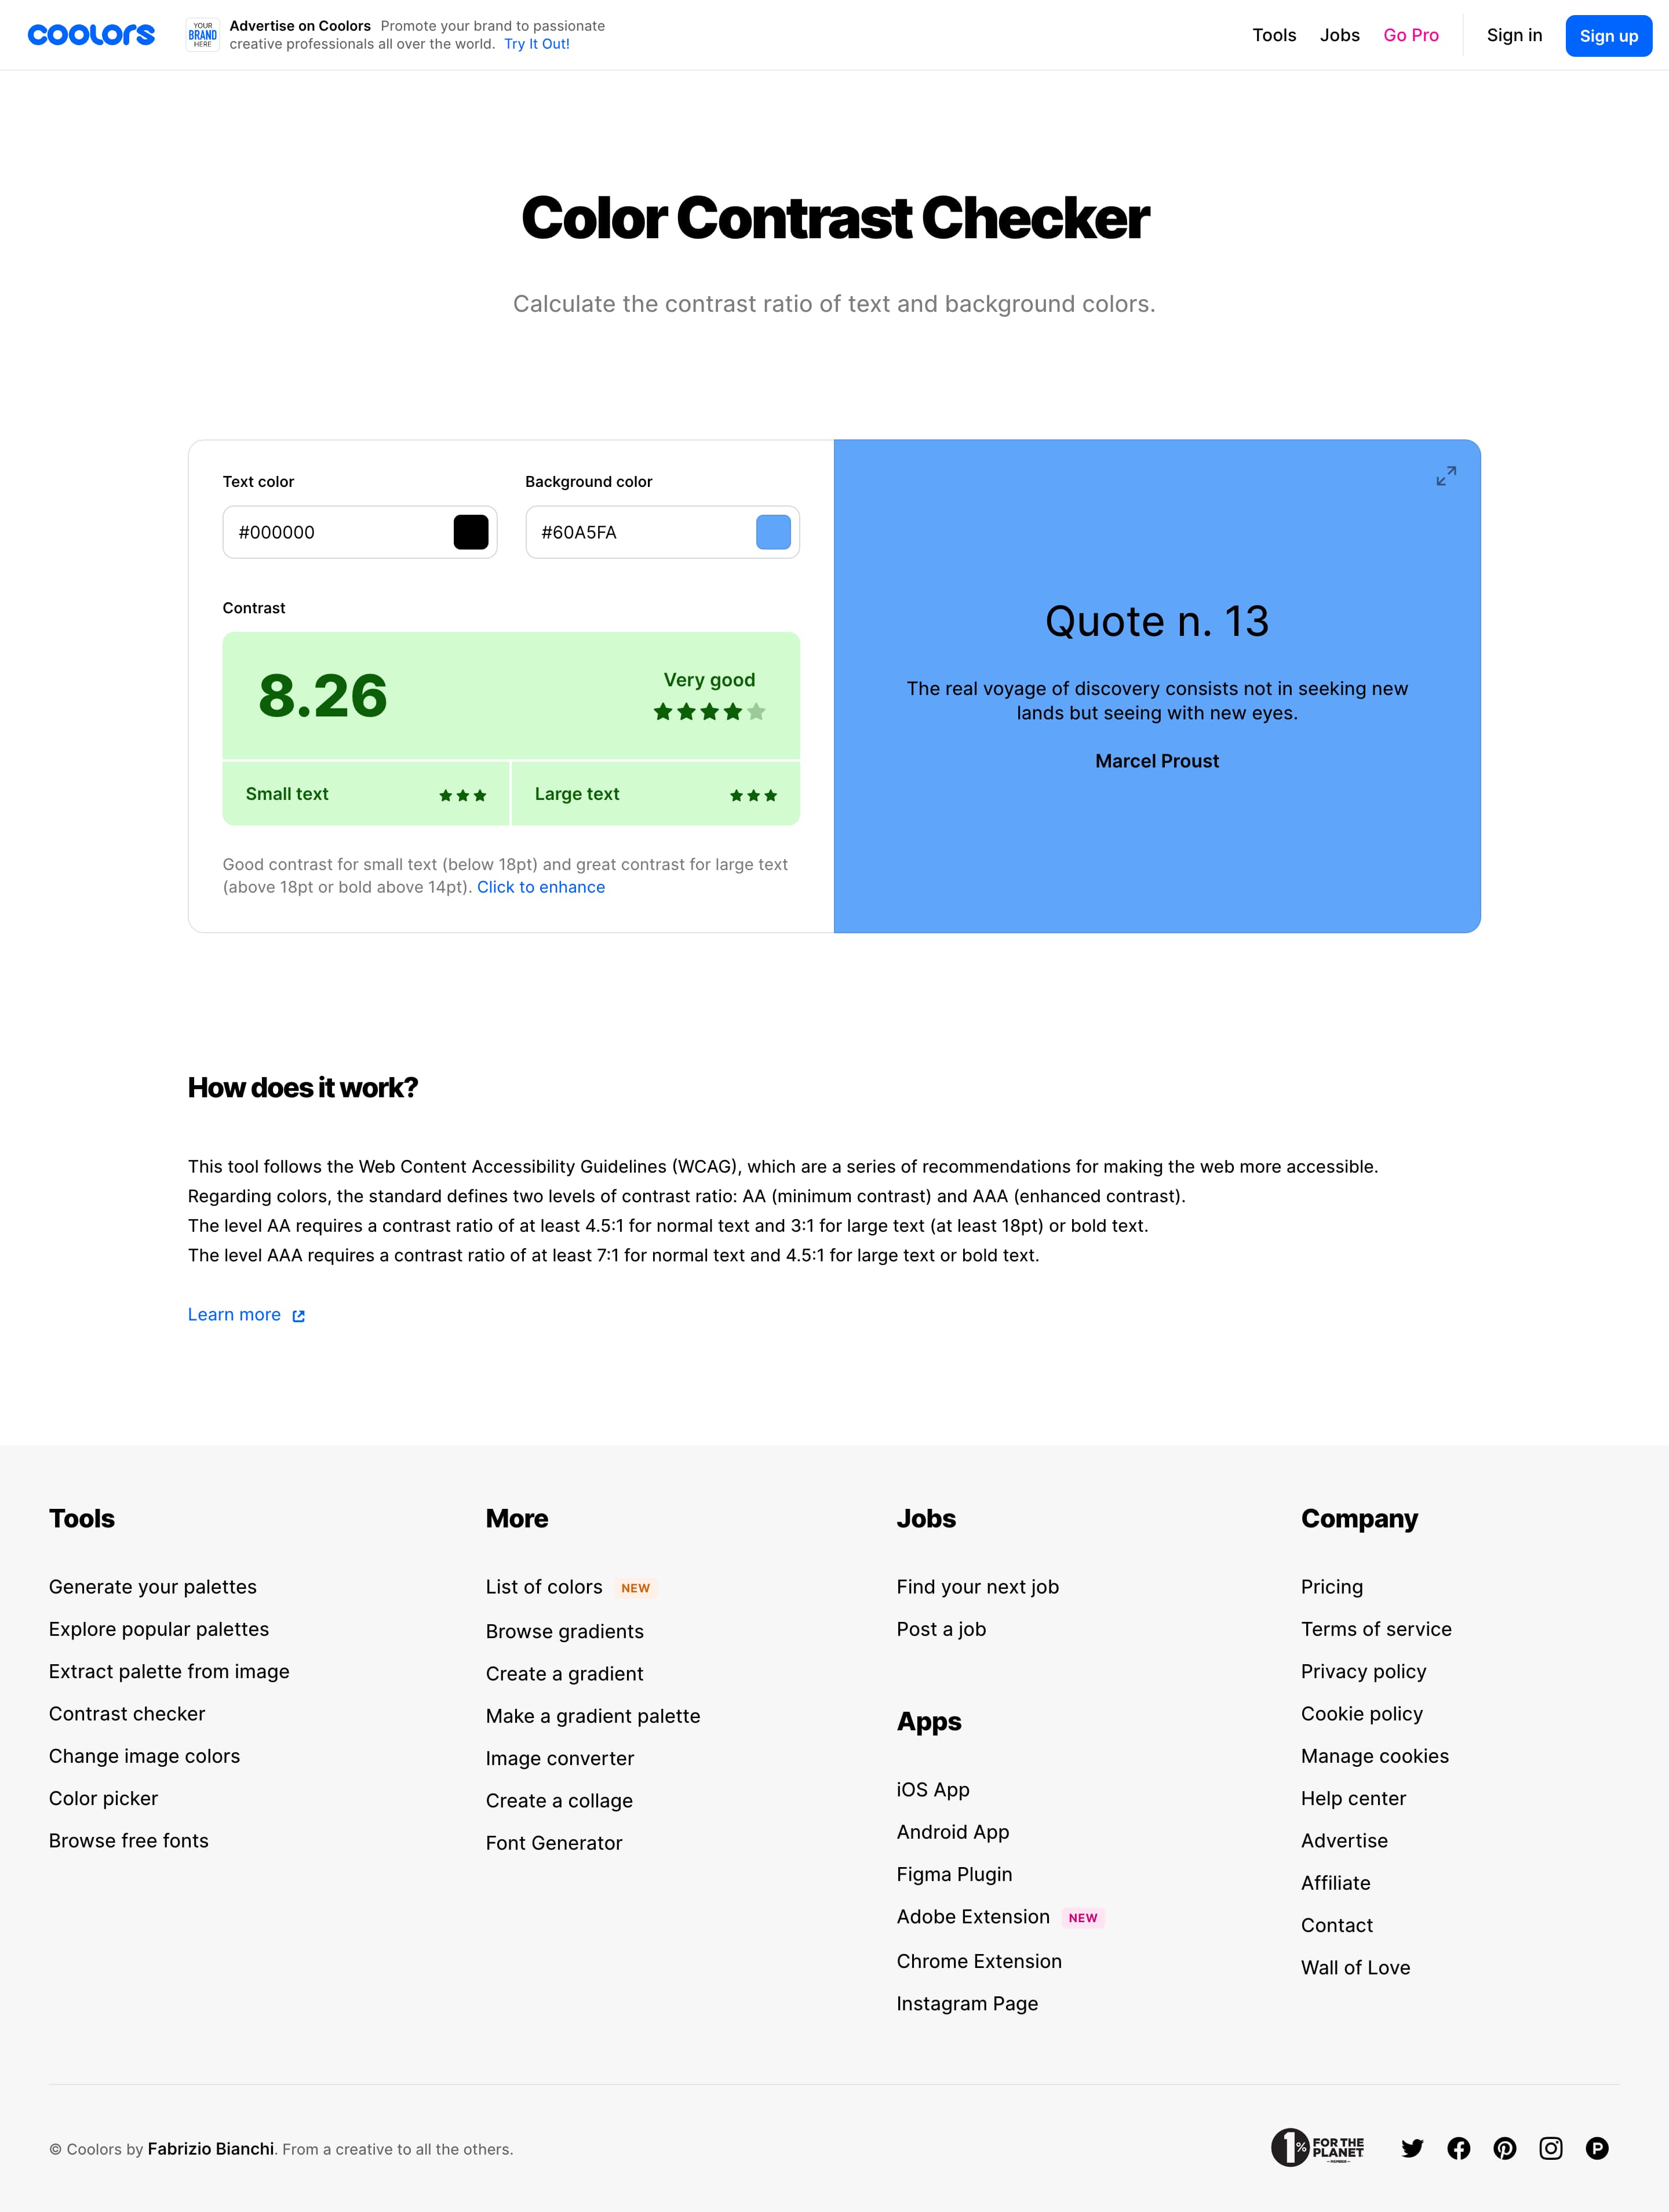 coolors
YOUR
BRAND
HERE
Advertise on Coolors Promote your brand to passionate
creative professionals all over the world. Try It Out!
Tools Jobs Go Pro Sign in Sign up
Color Contrast Checker
Calculate the contrast ratio of text and background colors.
Text color Background color
#000000 #60A5FA
Contrast
8.26
Very good
Small text Large text
Good contrast for small text (below 18pt) and great contrast for large text
(above 18pt or bold above 14pt). Click to enhance
Quote n. 13
The real voyage of discovery consists not in seeking new
lands but seeing with new eyes.
Marcel Proust
How does it work?
This tool follows the Web Content Accessibility Guidelines (WCAG), which are a series of recommendations for making the web more accessible.
Regarding colors, the standard defines two levels of contrast ratio: AA (minimum contrast) and AAA (enhanced contrast).
The level AA requires a contrast ratio of at least 4.5:1 for normal text and 3:1 for large text (at least 18pt) or bold text.
The level AAA requires a contrast ratio of at least 7:1 for normal text and 4.5:1 for large text or bold text.
Learn more
Tools
Generate your palettes
Explore popular palettes
Extract palette from image
Contrast checker
Change image colors
Color picker
Browse free fonts
More
List of colors NEW
Browse gradients
Create a gradient
Make a gradient palette
Image converter
Create a collage
Font Generator
Jobs
Find your next job
Post a job
Apps
iOS App
Android App
Figma Plugin
Adobe Extension NEW
Chrome Extension
Instagram Page
Company
Pricing
Terms of service
Privacy policy
Cookie policy
Manage cookies
Help center
Advertise
Affiliate
Contact
Wall of Love
© Coolors by Fabrizio Bianchi. From a creative to all the others.
1% FOR THE
PLANET
MEMBER